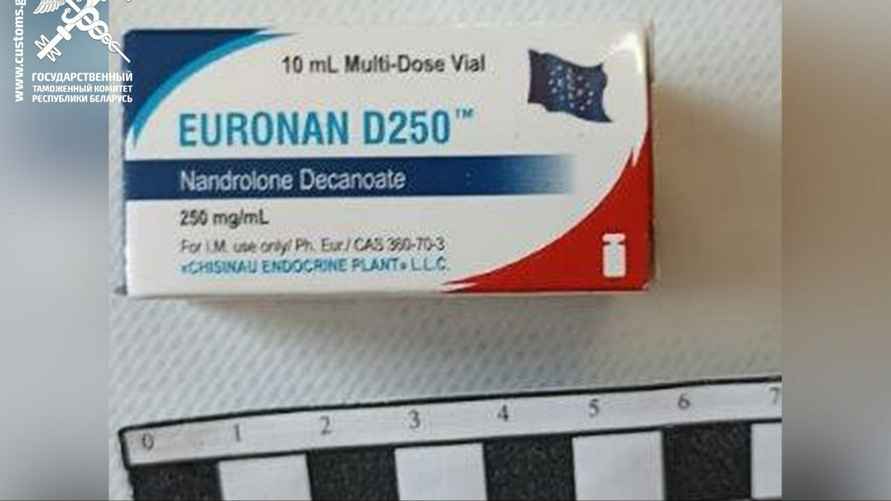 www.customs.g
ГОСУДАРСТВЕННЫЙ
ТАМОЖЕННЫЙ КОМИТЕТ
РЕСПУБЛИКИ БЕЛАРУСЬ
10 mL Multi-Dose Vial
EURONAN D250™
Nandrolone Decanoate
250 mg/mL
For I.M. use only/ Ph. Eur./ CAS 360-70-3
«CHISINAU ENDOCRINE PLANT» L.L.C.
0 1 2 3 4 5 6 7